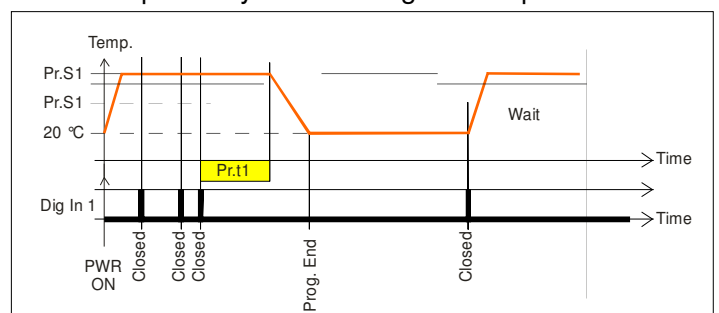 Temp.
Pr.S1
Pr.S1
Wait
20 °C
Time
Pr.t1
Dig In 1
Time
PWR
ON
Closed
Closed
Closed
Prog. End
Closed